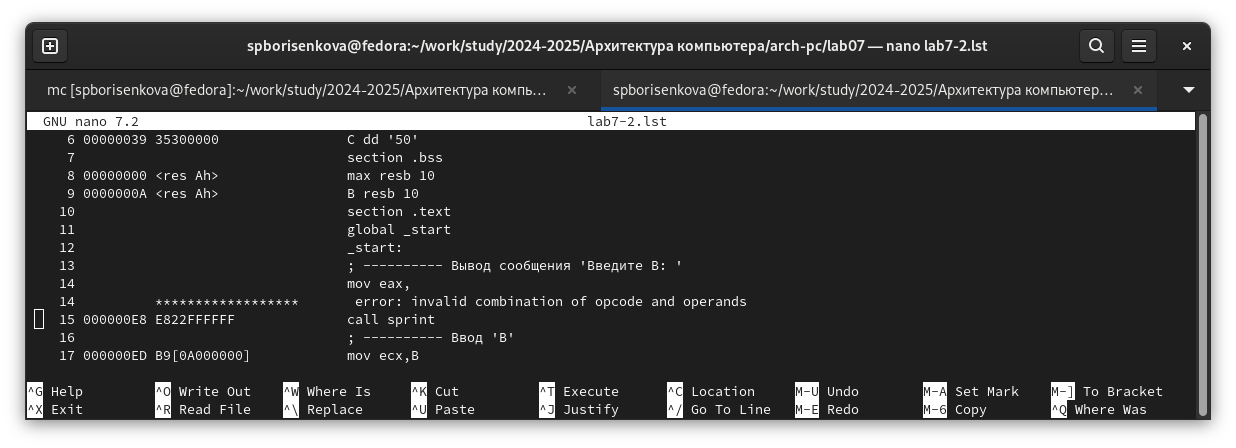 spborisenkova@fedora:~/work/study/2024-2025/Архитектура компьютера/arch-pc/lab07 — nano lab7-2.lst
mc [spborisenkova@fedora]:~/work/study/2024-2025/Архитектура компь… spborisenkova@fedora:~/work/study/2024-2025/Архитектура компьютер…
GNU nano 7.2 lab7-2.lst
6 00000039 35300000 C dd '50'
7 section .bss
8 00000000 <res Ah> max resb 10
9 0000000A <res Ah> B resb 10
10 section .text
11 global _start
12 _start:
13 ; ---------- Вывод сообщения 'Введите B: '
14 mov eax,
14 ****************** error: invalid combination of opcode and operands
15 000000E8 E822FFFFFF call sprint
16 ; ---------- Ввод 'B'
17 000000ED B9[0A000000] mov ecx,B
^G Help ^O Write Out ^W Where Is ^K Cut ^T Execute ^C Location M-U Undo M-A Set Mark M-] To Bracket
^X Exit ^R Read File ^\ Replace ^U Paste ^J Justify ^/ Go To Line M-E Redo M-6 Copy ^Q Where Was